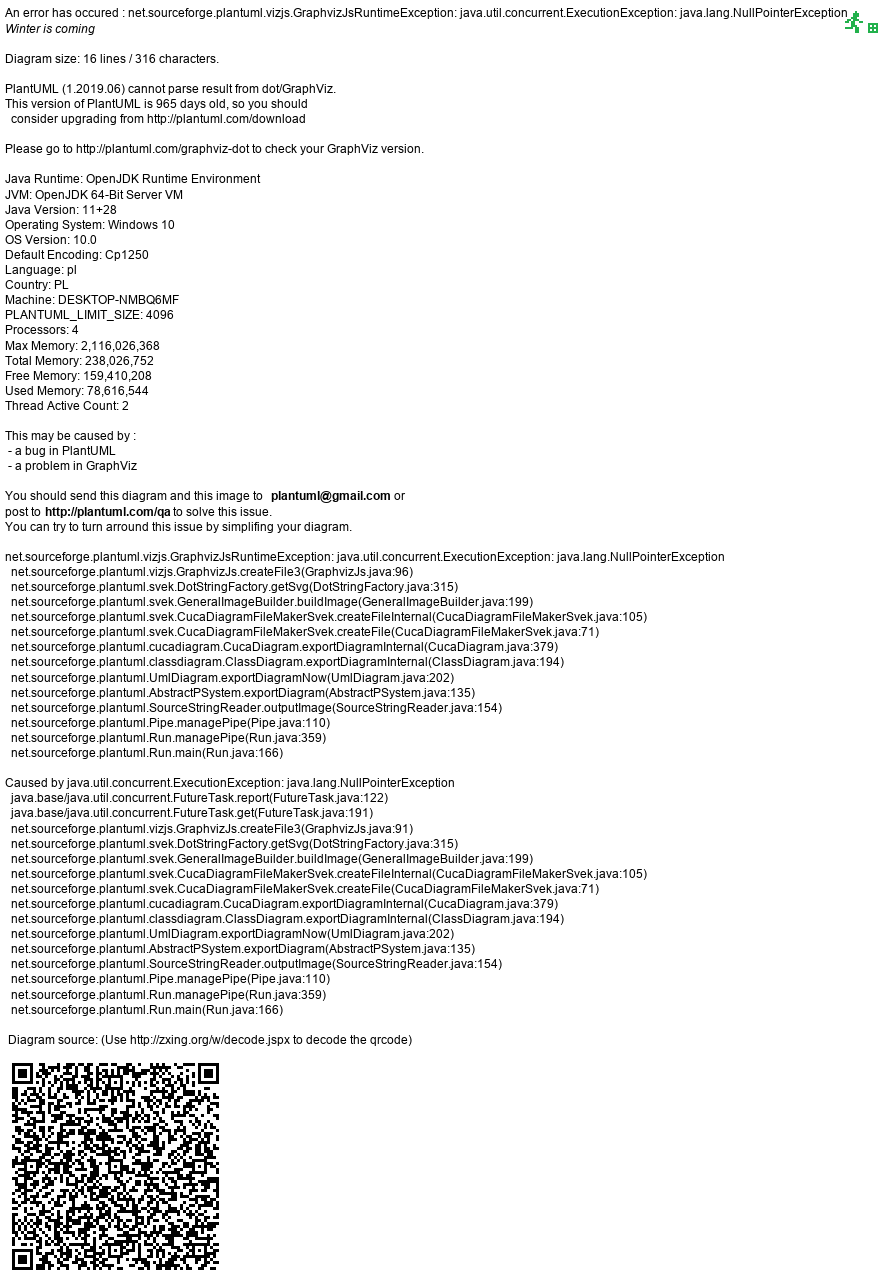 An error has occured : net.sourceforge.plantuml.vizjs.GraphvizJsRuntimeException: java.util.concurrent.ExecutionException: java.lang.NullPointerException
Winter is coming
Diagram size: 16 lines / 316 characters.
PlantUML (1.2019.06) cannot parse result from dot/GraphViz.
This version of PlantUML is 965 days old, so you should
consider upgrading from http://plantuml.com/download
Please go to http://plantuml.com/graphviz-dot to check your GraphViz version.
Java Runtime: OpenJDK Runtime Environment
JVM: OpenJDK 64-Bit Server VM
Java Version: 11+28
Operating System: Windows 10
OS Version: 10.0
Default Encoding: Cp1250
Language: pl
Country: PL
Machine: DESKTOP-NMBQ6MF
PLANTUML_LIMIT_SIZE: 4096
Processors: 4
Max Memory: 2,116,026,368
Total Memory: 238,026,752
Free Memory: 159,410,208
Used Memory: 78,616,544
Thread Active Count: 2
This may be caused by :
- a bug in PlantUML
- a problem in GraphViz
You should send this diagram and this image to plantuml@gmail.com or
post to http://plantuml.com/qa to solve this issue.
You can try to turn arround this issue by simplifing your diagram.
net.sourceforge.plantuml.vizjs.GraphvizJsRuntimeException: java.util.concurrent.ExecutionException: java.lang.NullPointerException
net.sourceforge.plantuml.vizjs.GraphvizJs.createFile3(GraphvizJs.java:96)
net.sourceforge.plantuml.svek.DotStringFactory.getSvg(DotStringFactory.java:315)
net.sourceforge.plantuml.svek.GeneralImageBuilder.buildImage(GeneralImageBuilder.java:199)
net.sourceforge.plantuml.svek.CucaDiagramFileMakerSvek.createFileInternal(CucaDiagramFileMakerSvek.java:105)
net.sourceforge.plantuml.svek.CucaDiagramFileMakerSvek.createFile(CucaDiagramFileMakerSvek.java:71)
net.sourceforge.plantuml.cucadiagram.CucaDiagram.exportDiagramInternal(CucaDiagram.java:379)
net.sourceforge.plantuml.classdiagram.ClassDiagram.exportDiagramInternal(ClassDiagram.java:194)
net.sourceforge.plantuml.UmlDiagram.exportDiagramNow(UmlDiagram.java:202)
net.sourceforge.plantuml.AbstractPSystem.exportDiagram(AbstractPSystem.java:135)
net.sourceforge.plantuml.SourceStringReader.outputImage(SourceStringReader.java:154)
net.sourceforge.plantuml.Pipe.managePipe(Pipe.java:110)
net.sourceforge.plantuml.Run.managePipe(Run.java:359)
net.sourceforge.plantuml.Run.main(Run.java:166)
Caused by java.util.concurrent.ExecutionException: java.lang.NullPointerException
java.base/java.util.concurrent.FutureTask.report(FutureTask.java:122)
java.base/java.util.concurrent.FutureTask.get(FutureTask.java:191)
net.sourceforge.plantuml.vizjs.GraphvizJs.createFile3(GraphvizJs.java:91)
net.sourceforge.plantuml.svek.DotStringFactory.getSvg(DotStringFactory.java:315)
net.sourceforge.plantuml.svek.GeneralImageBuilder.buildImage(GeneralImageBuilder.java:199)
net.sourceforge.plantuml.svek.CucaDiagramFileMakerSvek.createFileInternal(CucaDiagramFileMakerSvek.java:105)
net.sourceforge.plantuml.svek.CucaDiagramFileMakerSvek.createFile(CucaDiagramFileMakerSvek.java:71)
net.sourceforge.plantuml.cucadiagram.CucaDiagram.exportDiagramInternal(CucaDiagram.java:379)
net.sourceforge.plantuml.classdiagram.ClassDiagram.exportDiagramInternal(ClassDiagram.java:194)
net.sourceforge.plantuml.UmlDiagram.exportDiagramNow(UmlDiagram.java:202)
net.sourceforge.plantuml.AbstractPSystem.exportDiagram(AbstractPSystem.java:135)
net.sourceforge.plantuml.SourceStringReader.outputImage(SourceStringReader.java:154)
net.sourceforge.plantuml.Pipe.managePipe(Pipe.java:110)
net.sourceforge.plantuml.Run.managePipe(Run.java:359)
net.sourceforge.plantuml.Run.main(Run.java:166)
Diagram source: (Use http://zxing.org/w/decode.jspx to decode the qrcode)